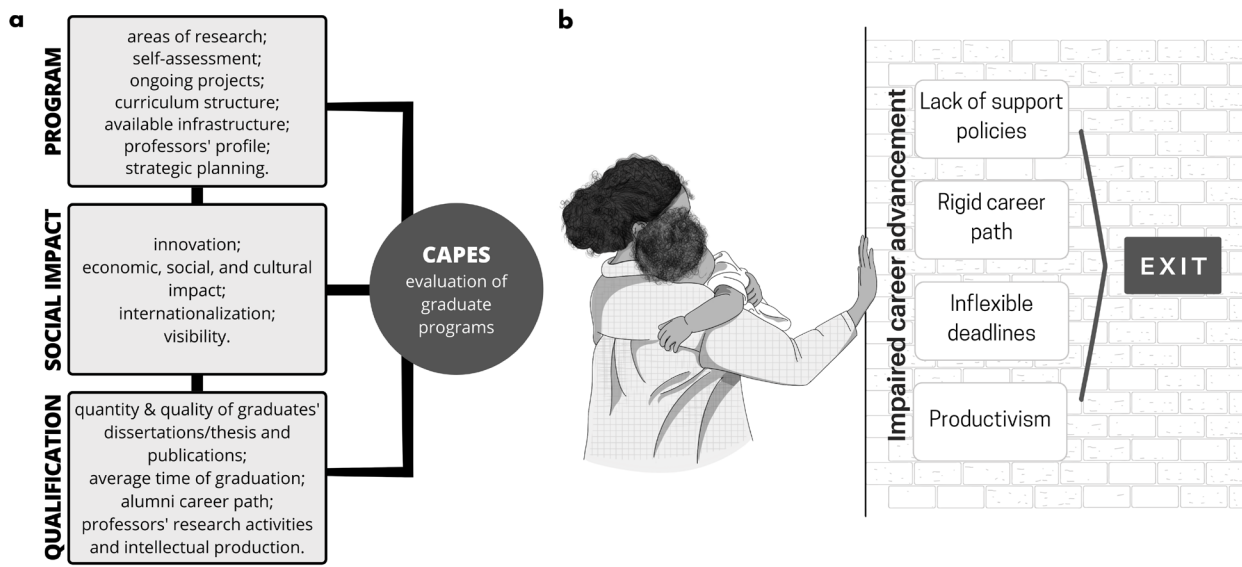 a
PROGRAM
areas of research;
self-assessment;
ongoing projects;
curriculum structure;
available infrastructure;
professors' profile;
strategic planning.
SOCIAL IMPACT
innovation;
economic, social, and cultural
impact;
internationalization;
visibility.
QUALIFICATION
quantity & quality of graduates'
dissertations/thesis and
publications;
average time of graduation;
alumni career path;
professors' research activities
and intellectual production.
CAPES
evaluation of
graduate
programs
b
Impaired career advancement
Lack of support
policies
Rigid career
path
Inflexible
deadlines
Productivism
EXIT